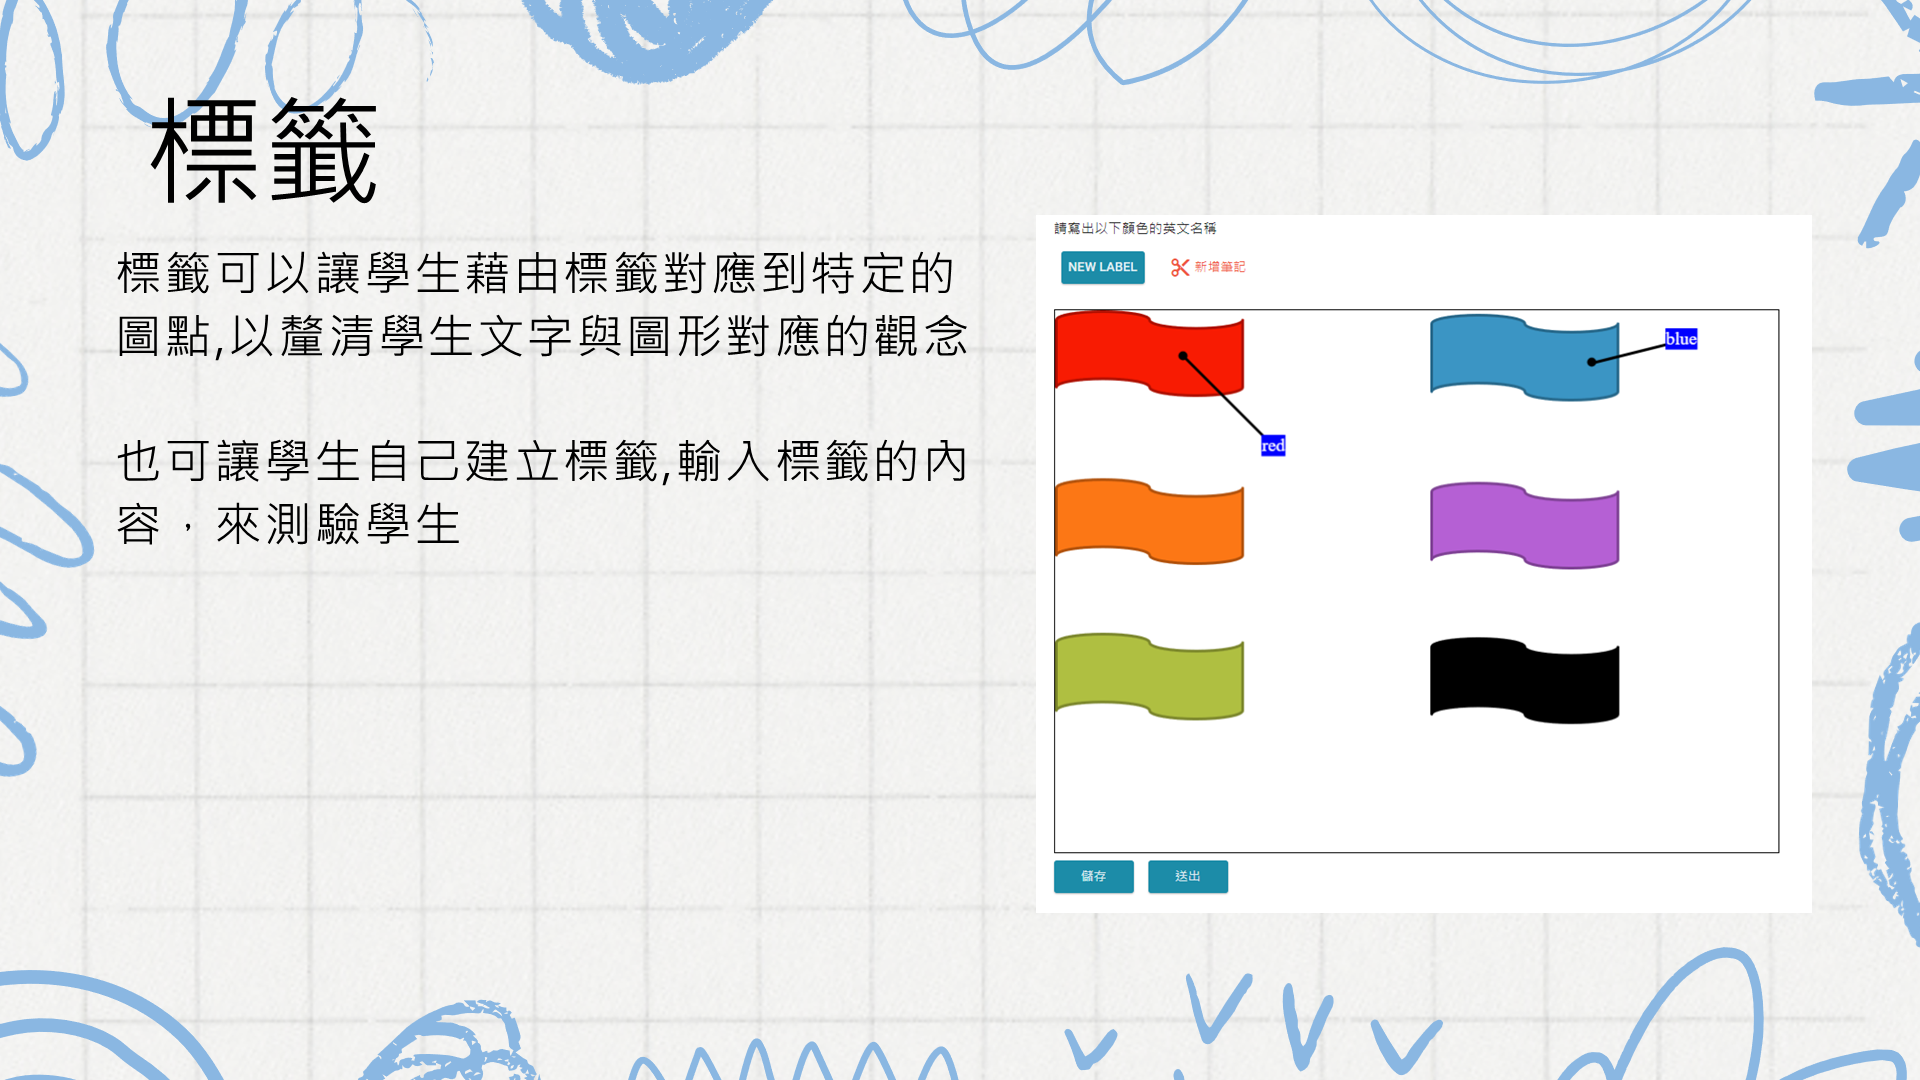 標籤
標籤可以讓學生藉由標籤對應到特定的
圖點,以釐清學生文字與圖形對應的觀念
也可讓學生自己建立標籤,輸入標籤的內
容，來測驗學生
請寫出以下顏色的英文名稱
NEW LABEL 新增筆記
blue
red
儲存 送出